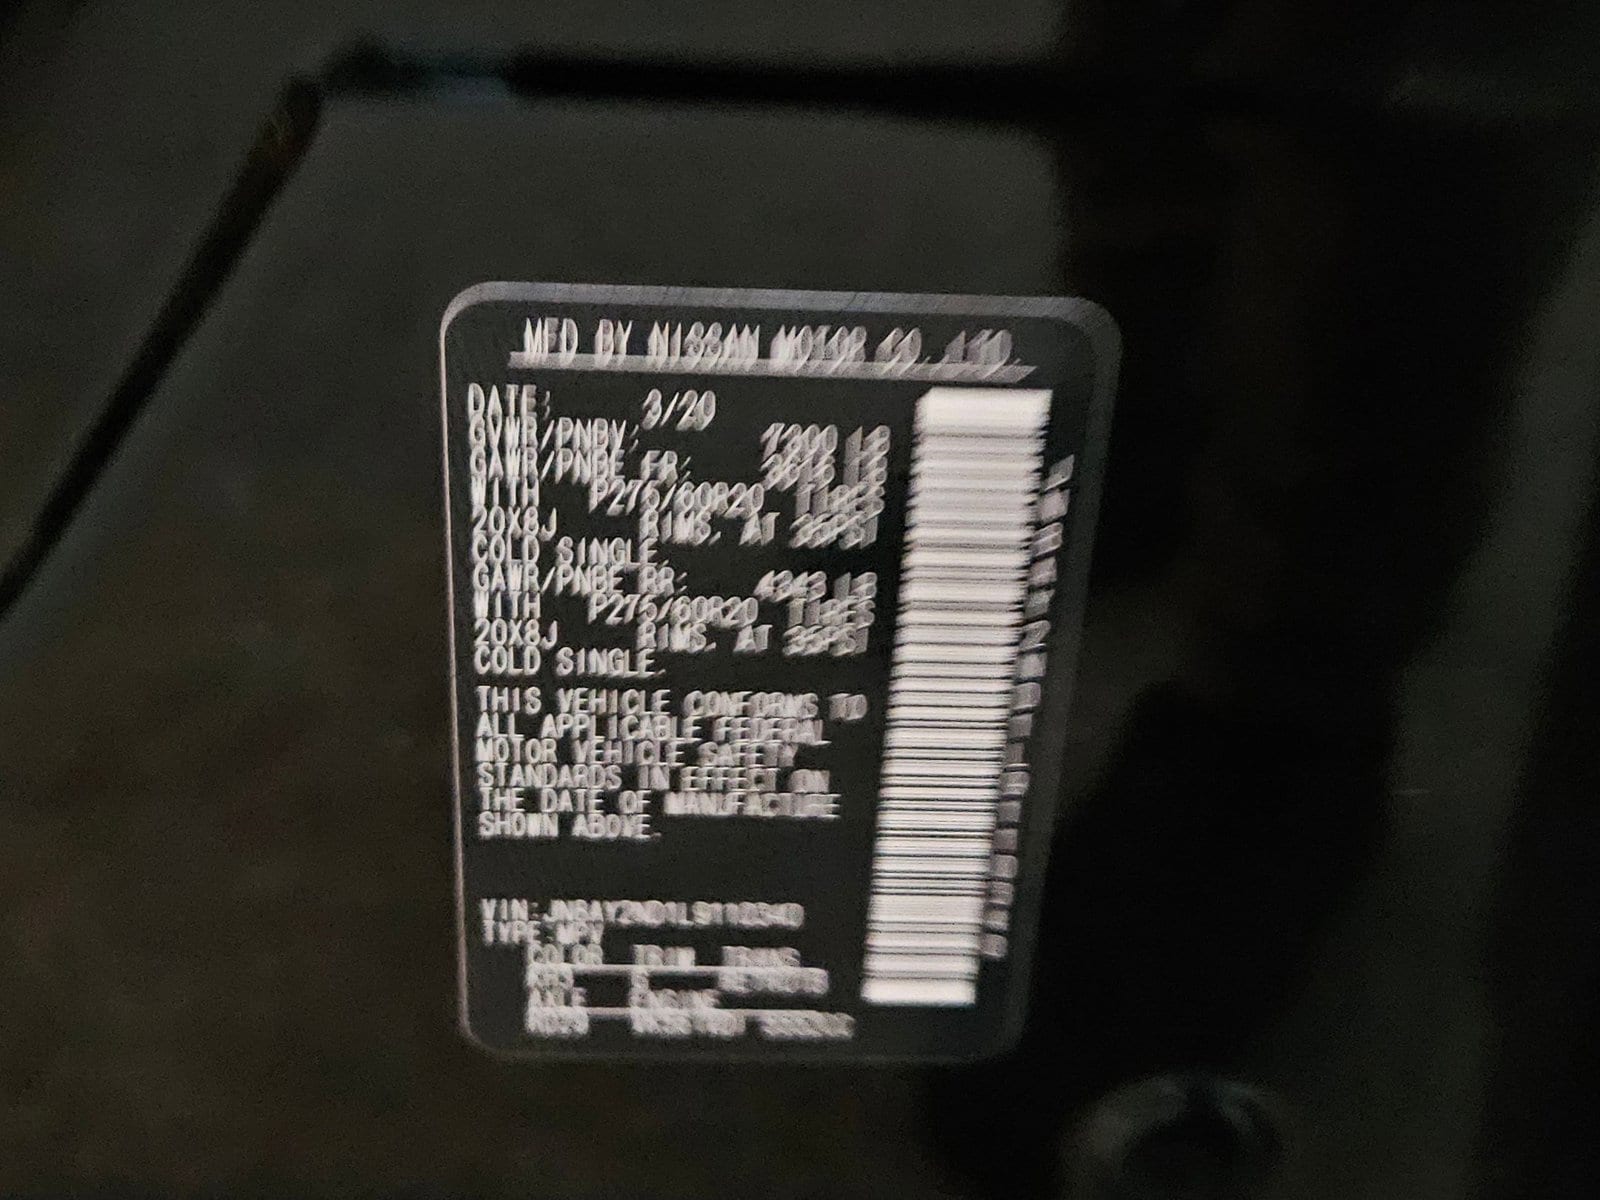 MFD BY NISSAN MOTOR CO., LTD.
DATE: 3/20
GVWR/PNBV: 7300 LB
GAWR/PNBE FR: LB
WITH P275/60R20 TIRES
20X8J RIMS. AT 35PSI
COLD SINGLE.
GAWR/PNBE RR: 4343 LB
WITH P275/60R20 TIRES
20X8J RIMS. AT 35PSI
COLD SINGLE.
THIS VEHICLE CONFORMS TO
ALL APPLICABLE FEDERAL
MOTOR VEHICLE SAFETY
STANDARDS IN EFFECT ON
THE DATE OF MANUFACTURE
SHOWN ABOVE.
VIN:
TYPE:MPV
COLOR TRIM TRANS
AXLE ENGINE